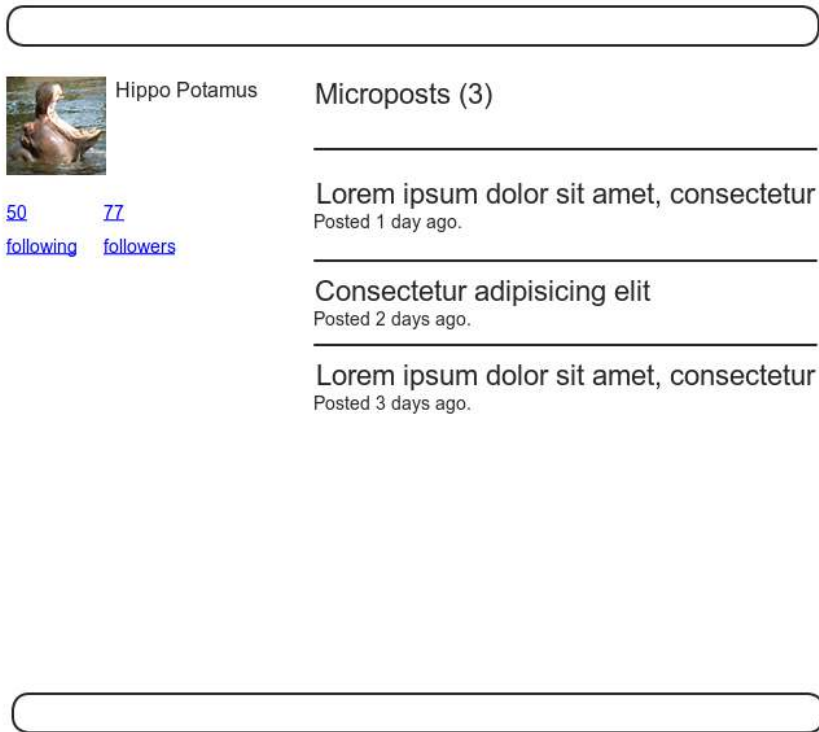 Hippo Potamus
50 77
following followers
Microposts (3)
Lorem ipsum dolor sit amet, consectetur
Posted 1 day ago.
Consectetur adipisicing elit
Posted 2 days ago.
Lorem ipsum dolor sit amet, consectetur
Posted 3 days ago.